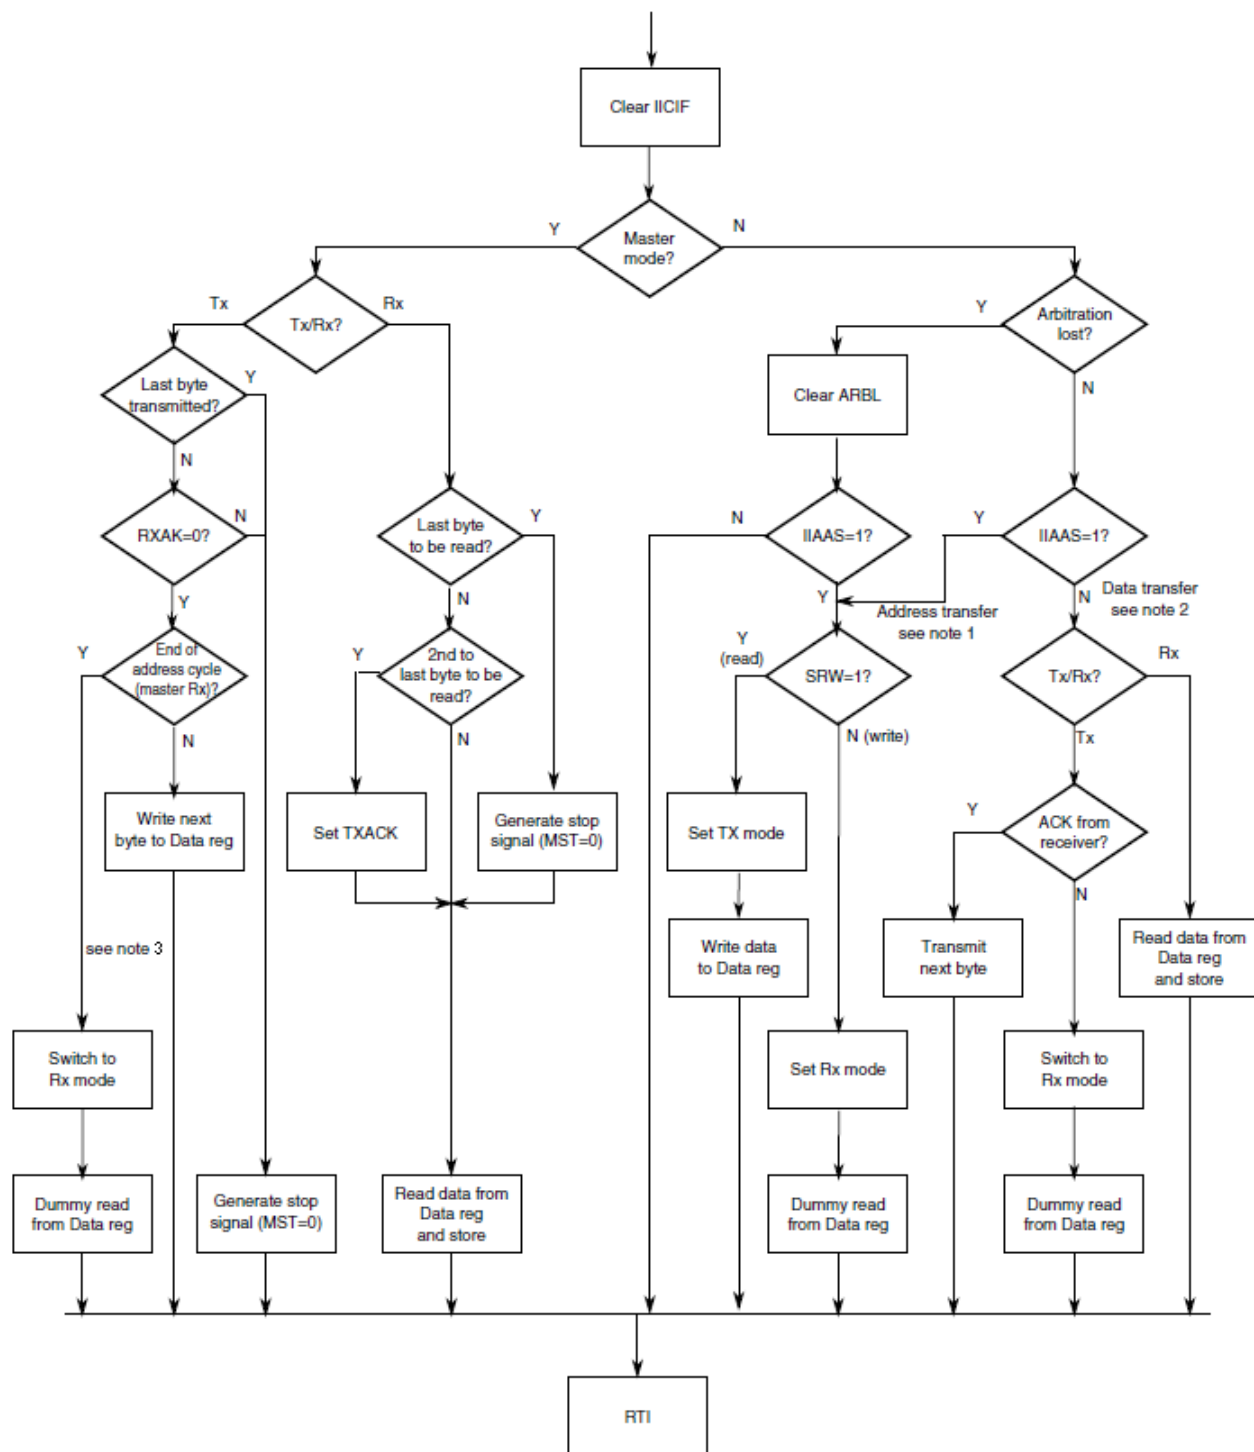 Clear IICIF
Y
Master
mode?
N
Tx
Tx/Rx?
Rx
Y
Arbitration
lost?
Last byte
transmitted?
Y
Clear ARBL
N
N
RXAK=0?
N
Last byte
to be read?
Y
N
IIAAS=1?
Y
IIAAS=1?
Y
N
Y
Address transfer
see note 1
N
Data transfer
see note 2
Y
End of
address cycle
(master Rx)?
Y
2nd to
last byte to be
read?
Y
(read)
SRW=1?
Tx/Rx?
Rx
N
N
N (write)
Tx
Write next
byte to Data reg
Set TXACK
Generate stop
signal (MST=0)
Set TX mode
Y
ACK from
receiver?
N
see note 3
Write data
to Data reg
Transmit
next byte
Read data from
Data reg
and store
Switch to
Rx mode
Set Rx mode
Switch to
Rx mode
Dummy read
from Data reg
Generate stop
signal (MST=0)
Read data from
Data reg
and store
Dummy read
from Data reg
Dummy read
from Data reg
RTI